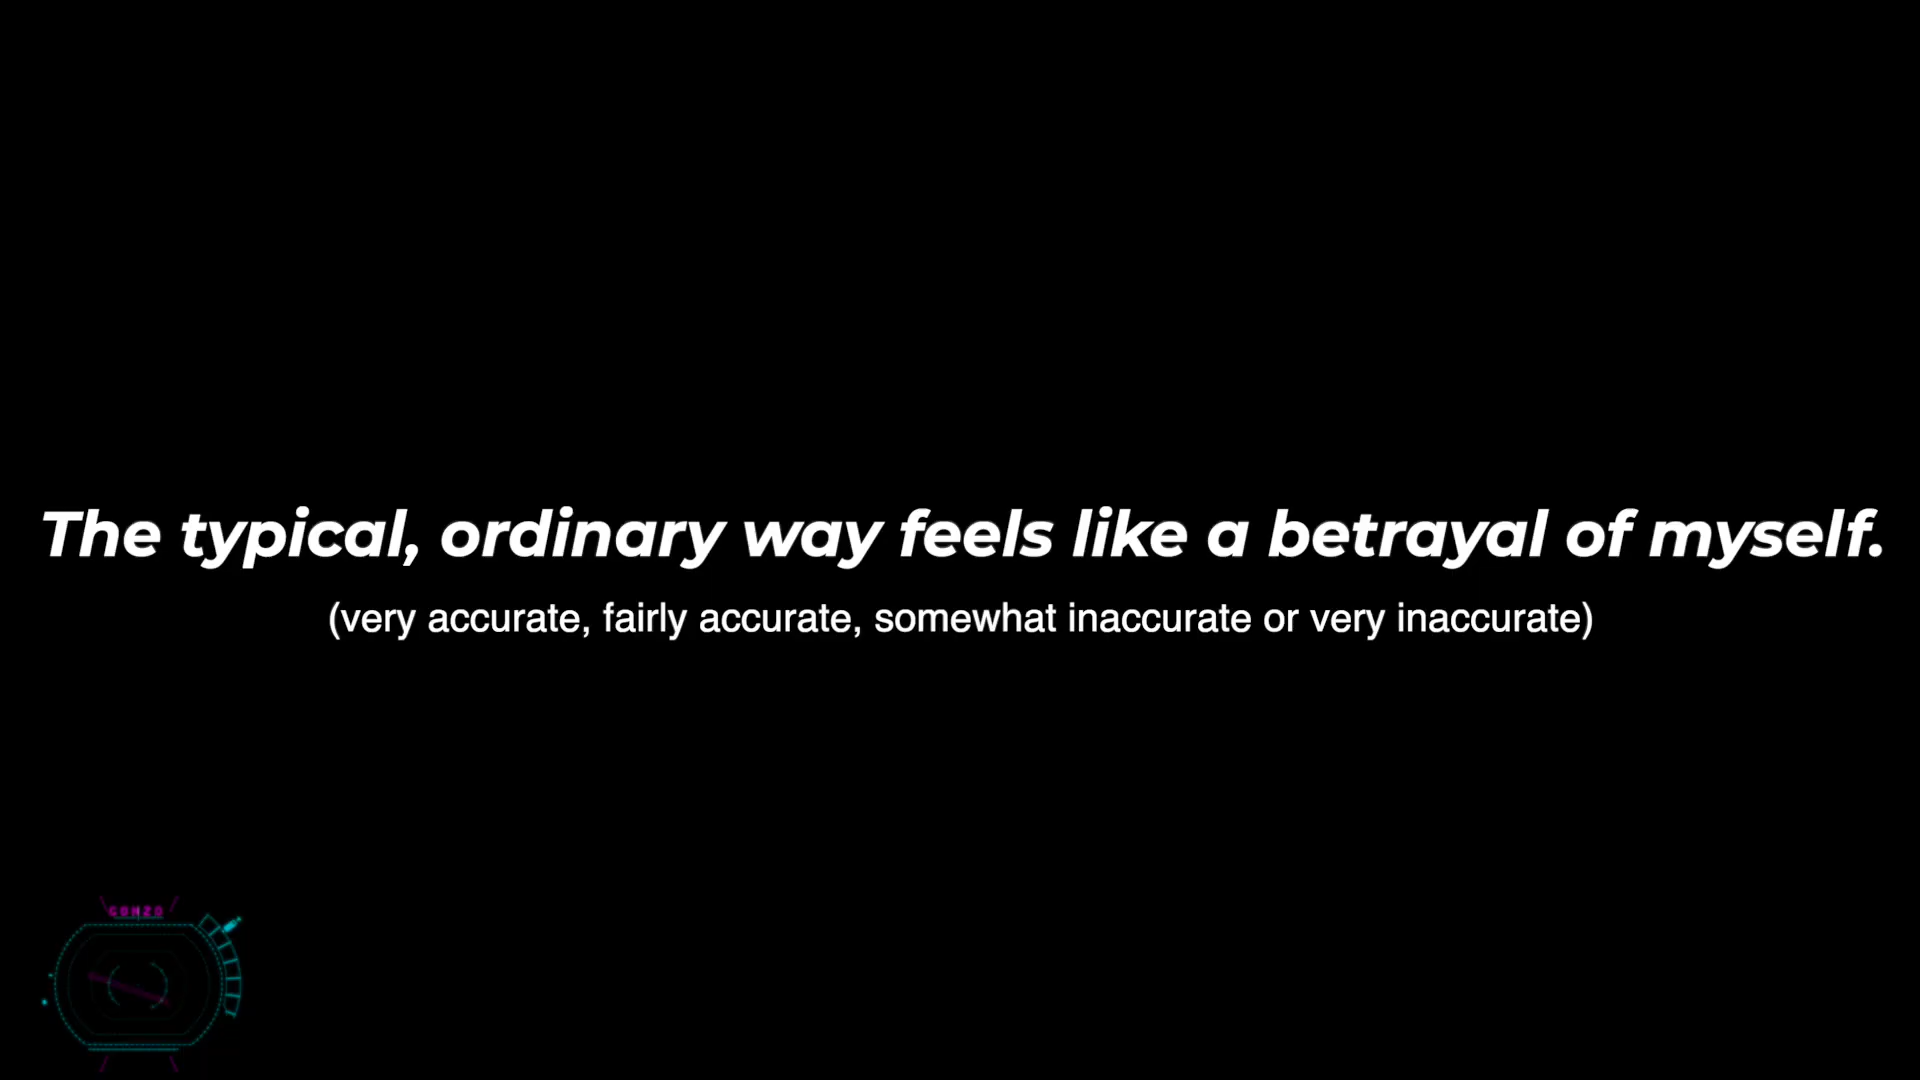 The typical, ordinary way feels like a betrayal of myself.
(very accurate, fairly accurate, somewhat inaccurate or very inaccurate)